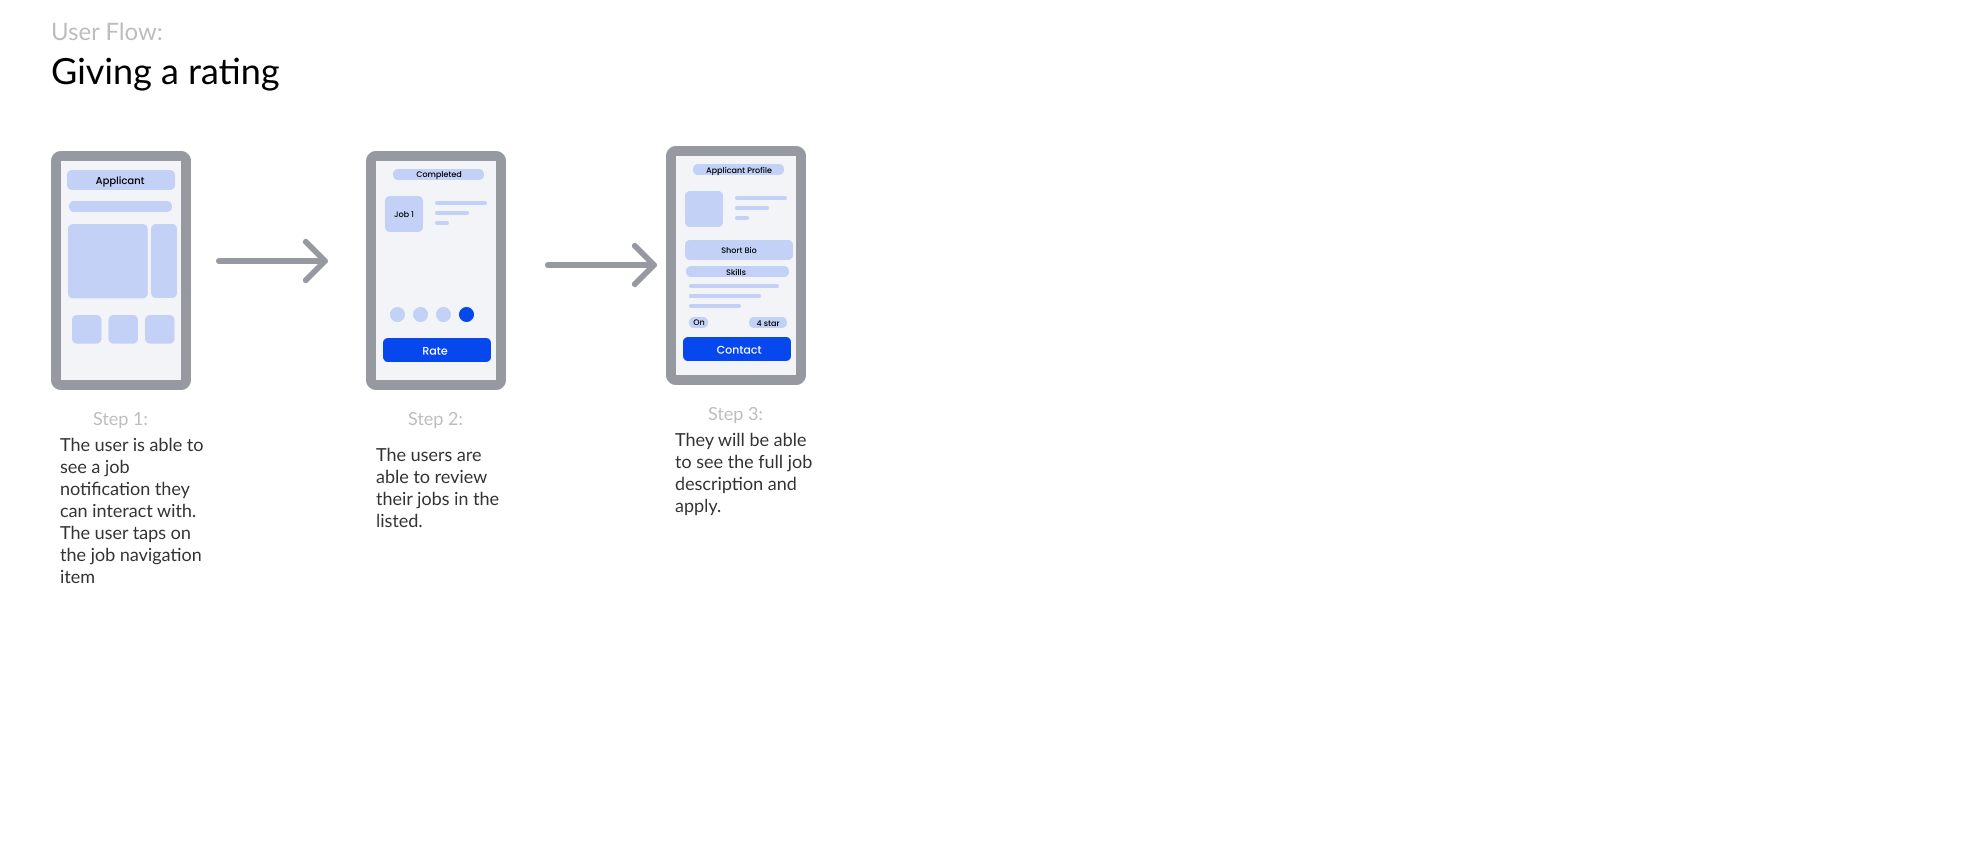 User Flow:
Giving a rating
Applicant
Completed
Job 1
Rate
Applicant Profile
Short Bio
Skills
On
4 star
Contact
Step 1:
The user is able to
see a job
notification they
can interact with.
The user taps on
the job navigation
item
Step 2:
The users are
able to review
their jobs in the
listed.
Step 3:
They will be able
to see the full job
description and
apply.